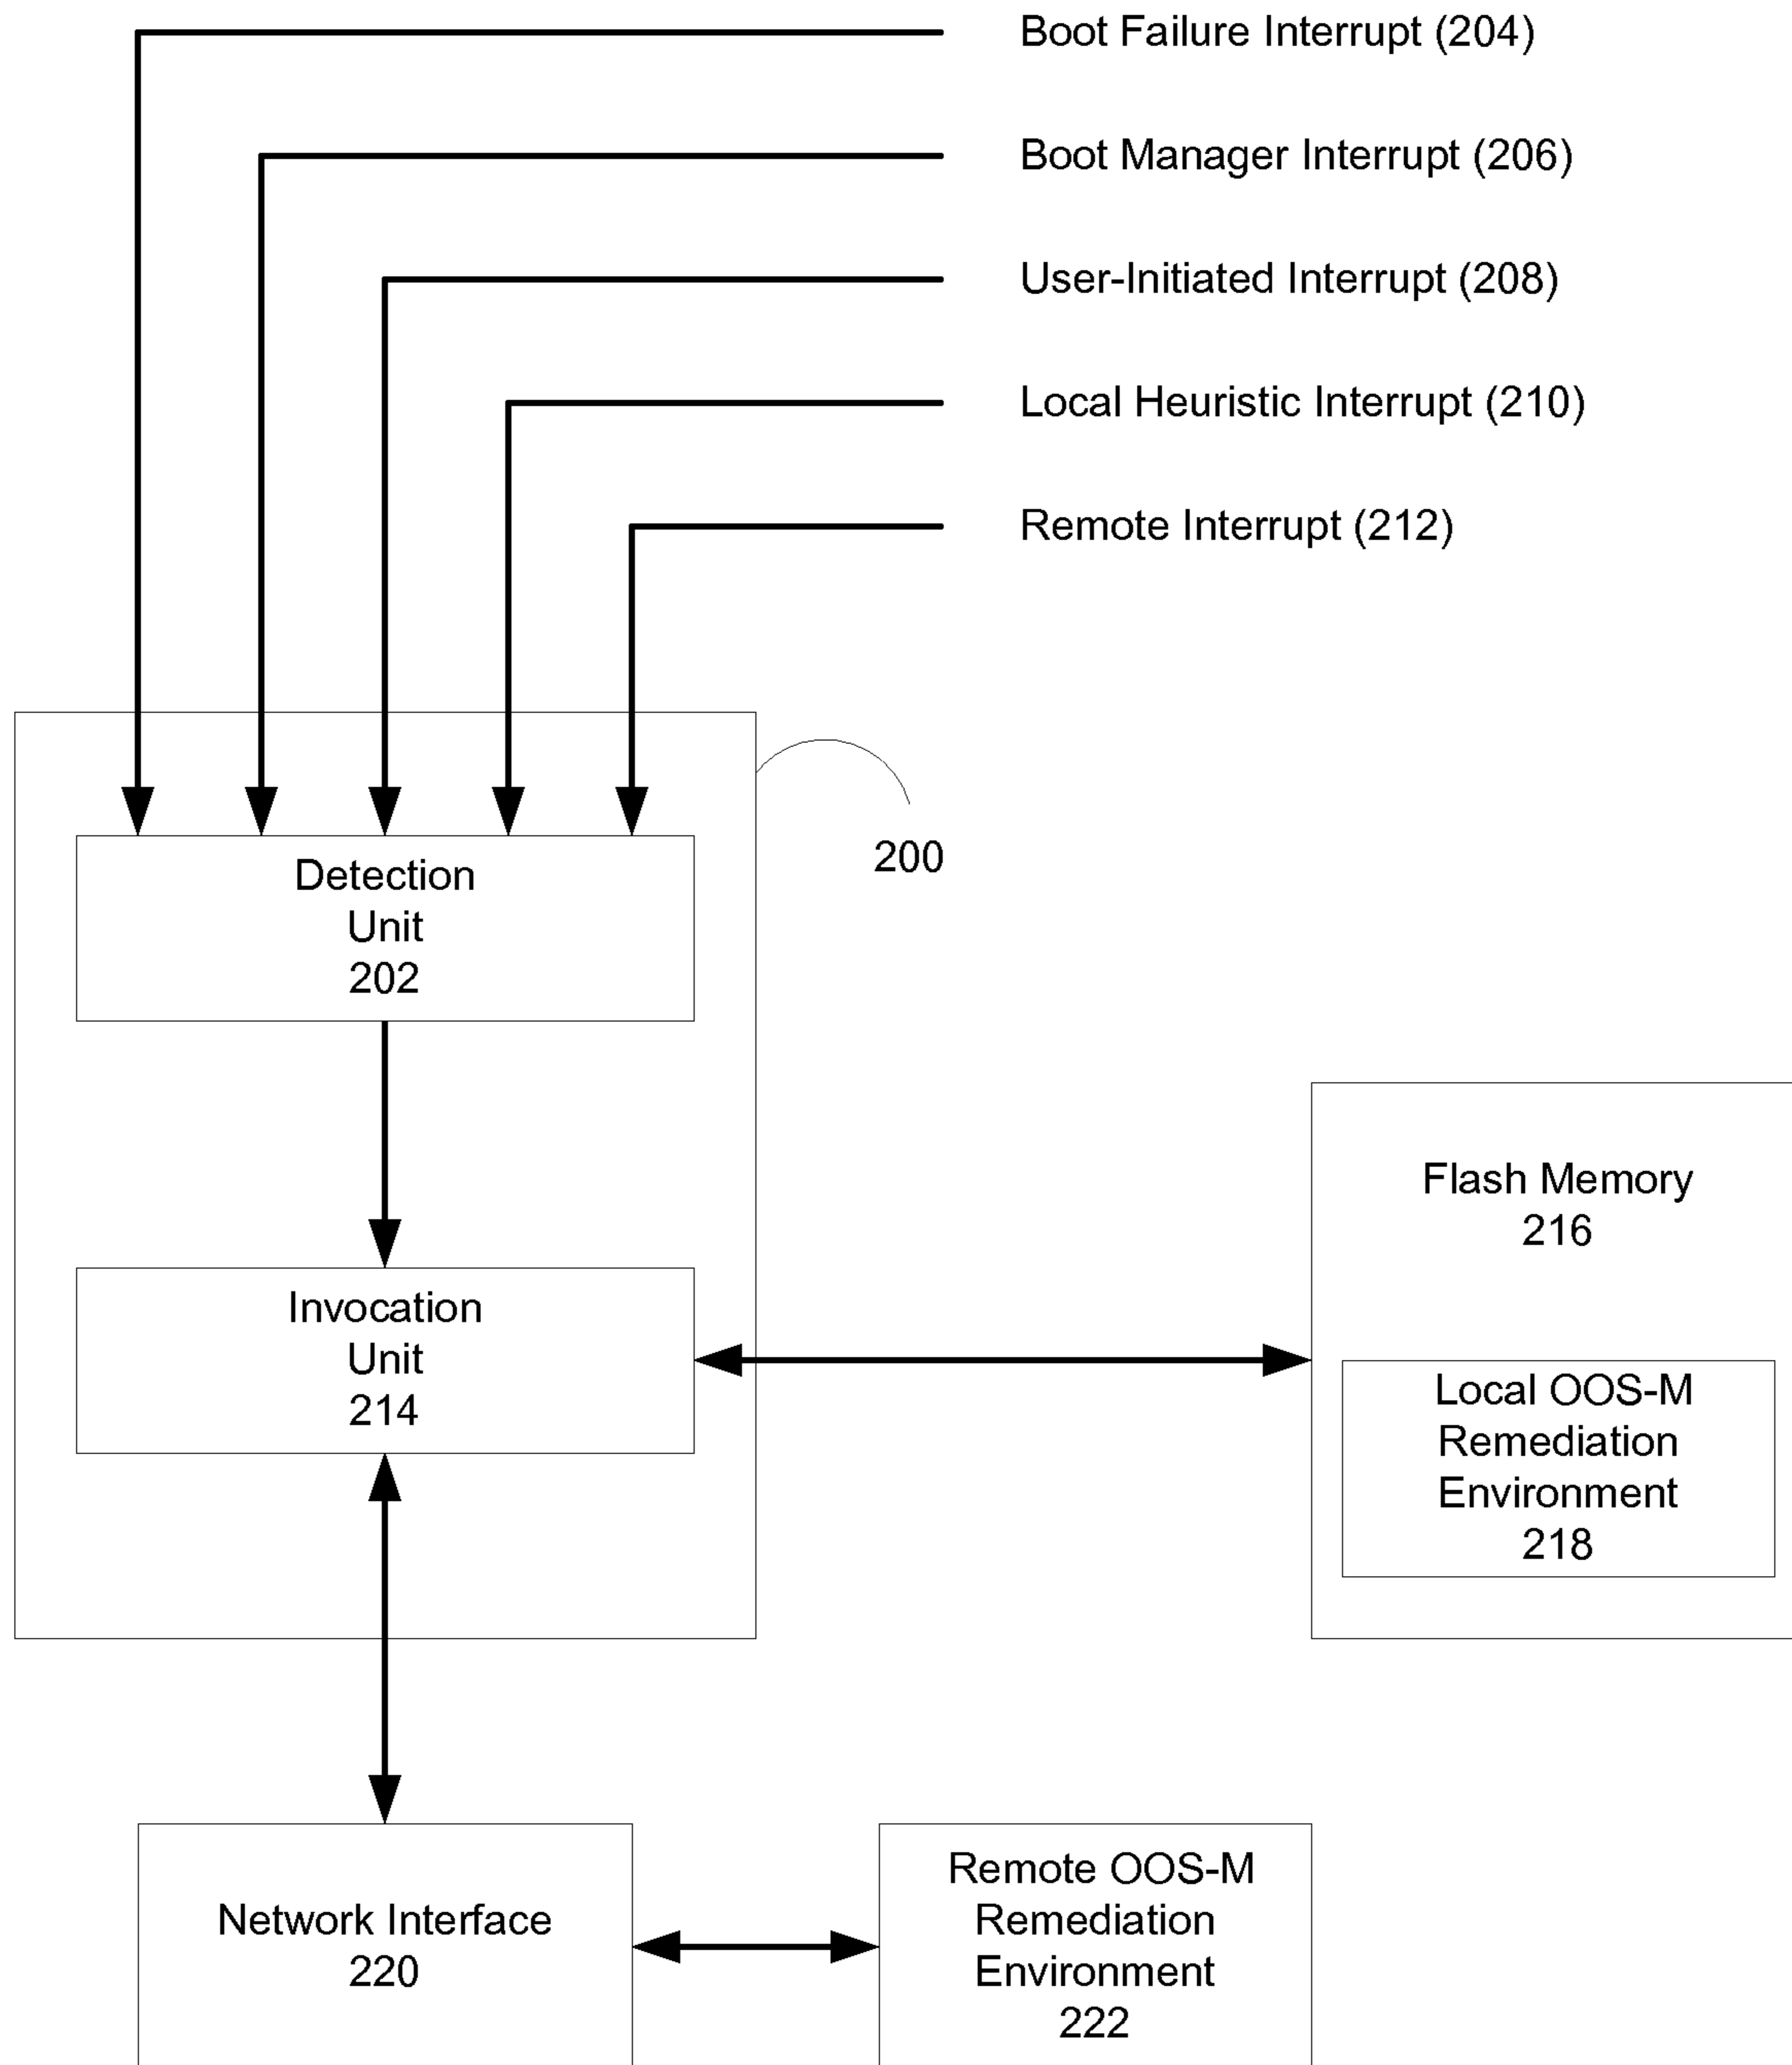 Boot Failure Interrupt (204)
Boot Manager Interrupt (206)
User-Initiated Interrupt (208)
Local Heuristic Interrupt (210)
Remote Interrupt (212)
200
Detection
Unit
202
Invocation
Unit
214
Flash Memory
216
Local OOS-M
Remediation
Environment
218
Network Interface
220
Remote OOS-M
Remediation
Environment
222